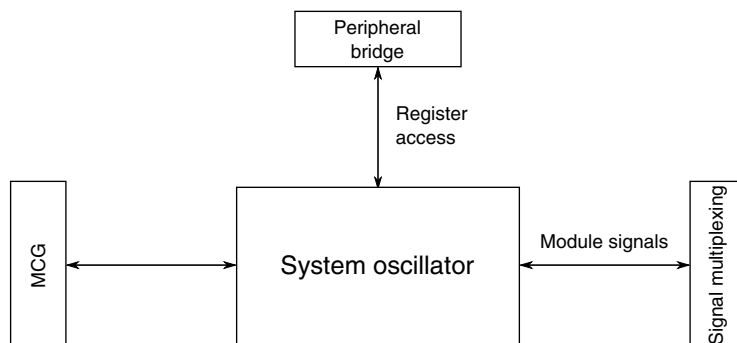 Peripheral
bridge
Register
access
MCG
System oscillator
Module signals
Signal multiplexing